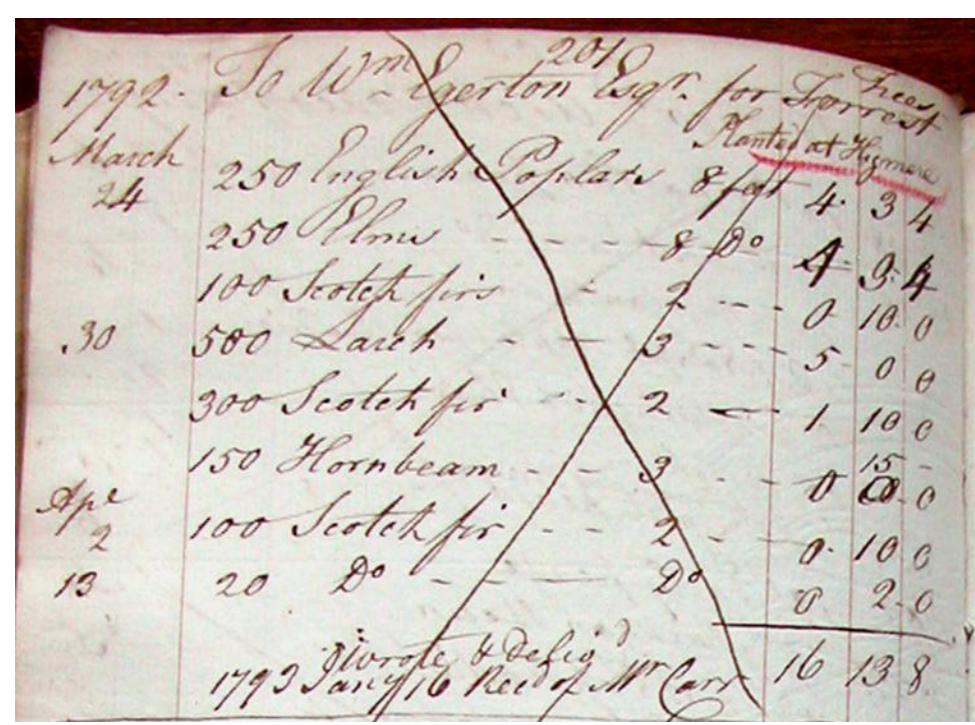 201
1792. To Wm Egerton Esqr. for Forrest Trees
Planted at Higmere
March 24 250 English Poplars 8 feet 4. 3 4
250 Elms - - - - 8 Do 4. 3. 4
100 Scotch firs - 2 - - - 0 10. 0
30 500 Larch - - - 3 - - - 5 0 0
300 Scotch fir - - 2 - - 1. 10 0
150 Hornbeam - - 3 - - 0 15 0
Apl 2 100 Scotch fir - - 2 - - 0. 10 0
13 20 Do - - - Do 0 2. 0
16 13 8
wrote &
1793 Jany 16 Recd of Mr Carr